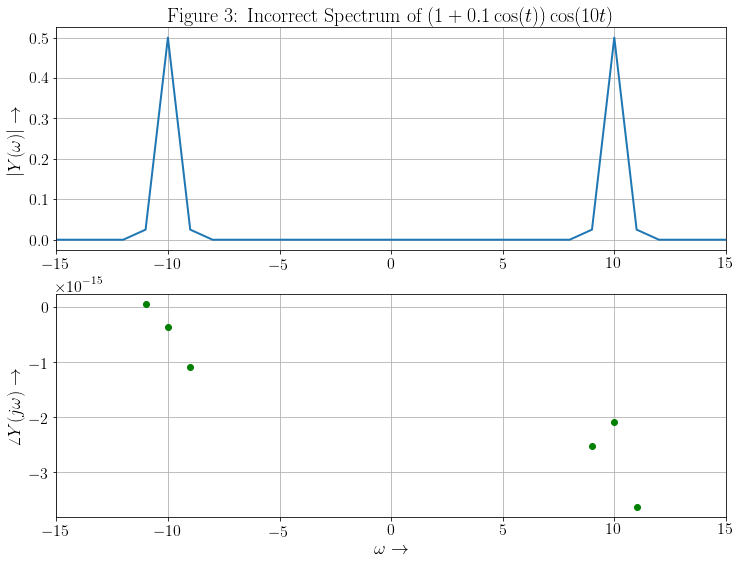 Figure 3: Incorrect Spectrum of (1 + 0.1 cos(t)) cos(10t)
0.5
0.4
0.3
0.2
0.1
0.0
|Y(ω)| →
−15 −10 −5 0 5 10 15
×10⁻¹⁵
0
−1
−2
−3
∠Y(jω) →
−15 −10 −5 0 5 10 15
ω →